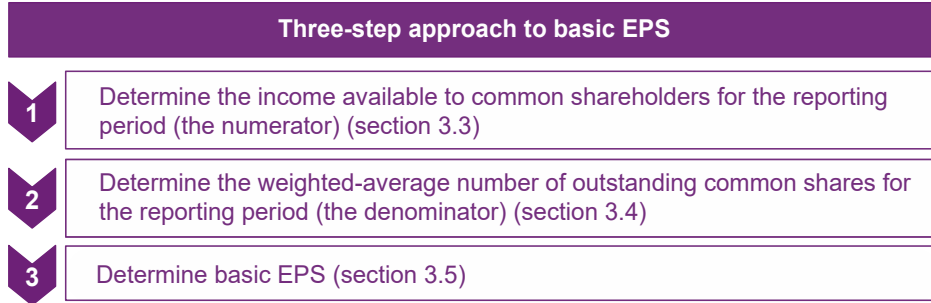 Three-step approach to basic EPS
1
Determine the income available to common shareholders for the reporting
period (the numerator) (section 3.3)
2
Determine the weighted-average number of outstanding common shares for
the reporting period (the denominator) (section 3.4)
3
Determine basic EPS (section 3.5)